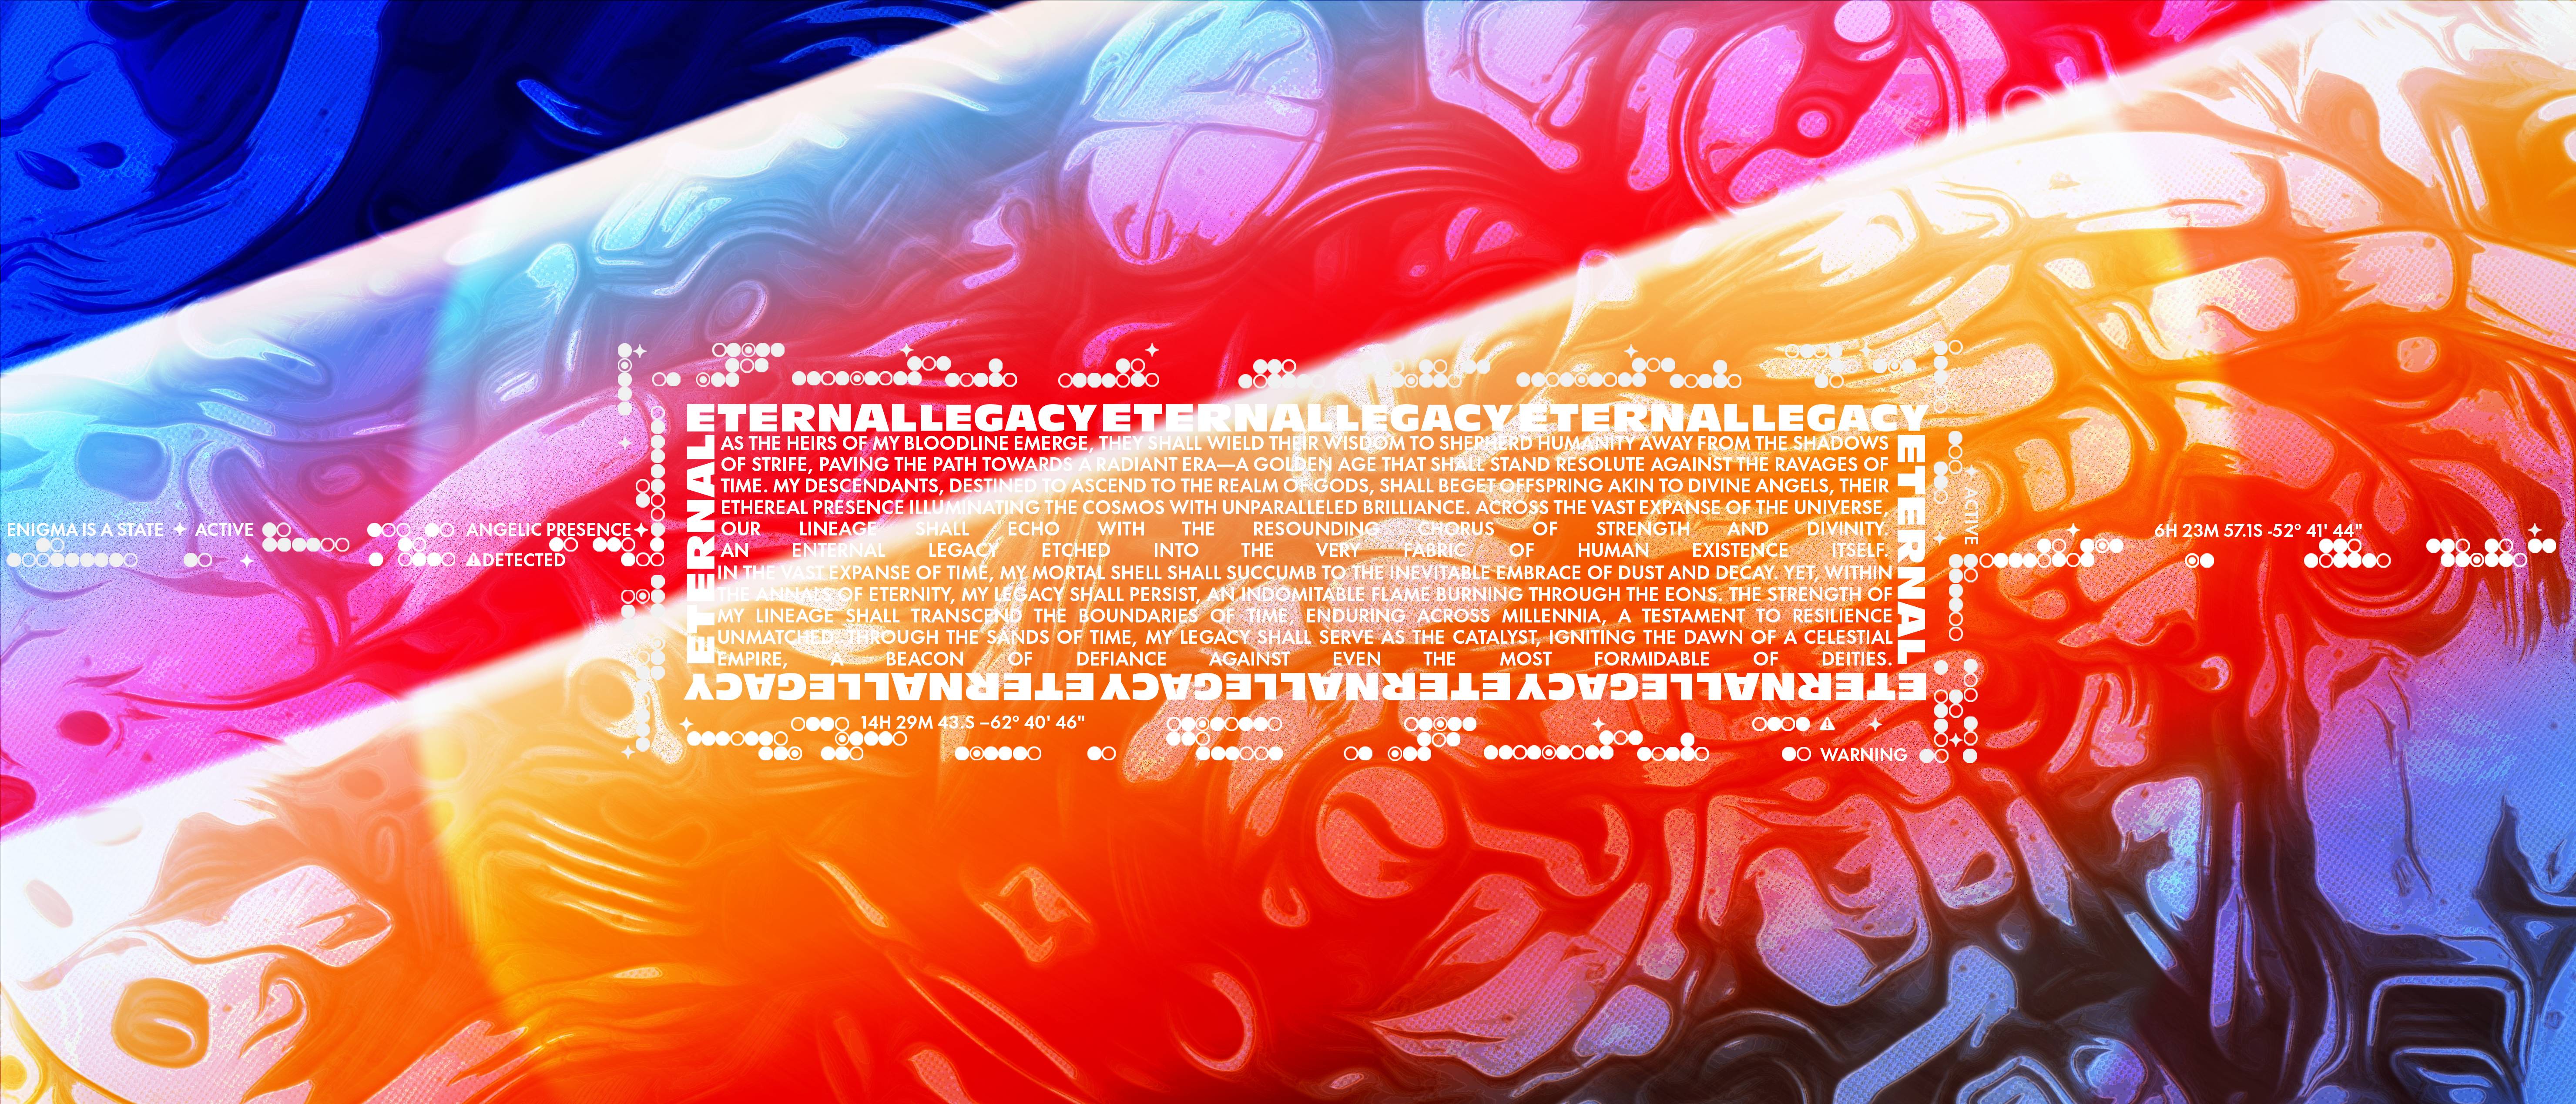 ETERNALLEGACY ETERNALLEGACY ETERNALLEGACY
AS THE HEIRS OF MY BLOODLINE EMERGE, THEY SHALL WIELD THEIR WISDOM TO SHEPHERD HUMANITY AWAY FROM THE SHADOWS
OF STRIFE, PAVING THE PATH TOWARDS A RADIANT ERA—A GOLDEN AGE THAT SHALL STAND RESOLUTE AGAINST THE RAVAGES OF
TIME. MY DESCENDANTS, DESTINED TO ASCEND TO THE REALM OF GODS, SHALL BEGET OFFSPRING AKIN TO DIVINE ANGELS, THEIR
ETHEREAL PRESENCE ILLUMINATING THE COSMOS WITH UNPARALLELED BRILLIANCE. ACROSS THE VAST EXPANSE OF THE UNIVERSE,
OUR LINEAGE SHALL ECHO WITH THE RESOUNDING CHORUS OF STRENGTH AND DIVINITY.
AN ENTERNAL LEGACY ETCHED INTO THE VERY FABRIC OF HUMAN EXISTENCE ITSELF.
IN THE VAST EXPANSE OF TIME, MY MORTAL SHELL SHALL SUCCUMB TO THE INEVITABLE EMBRACE OF DUST AND DECAY. YET, WITHIN
THE ANNALS OF ETERNITY, MY LEGACY SHALL PERSIST, AN INDOMITABLE FLAME BURNING THROUGH THE EONS. THE STRENGTH OF
MY LINEAGE SHALL TRANSCEND THE BOUNDARIES OF TIME, ENDURING ACROSS MILLENNIA, A TESTAMENT TO RESILIENCE
UNMATCHED. THROUGH THE SANDS OF TIME, MY LEGACY SHALL SERVE AS THE CATALYST, IGNITING THE DAWN OF A CELESTIAL
EMPIRE, A BEACON OF DEFIANCE AGAINST EVEN THE MOST FORMIDABLE OF DEITIES.
ETERNAL
ETERNAL
ETERNALLEGACY ETERNALLEGACY ETERNALLEGACY
ENIGMA IS A STATE ACTIVE
ANGELIC PRESENCE
DETECTED
ACTIVE
6H 23M 57.1S -52° 41' 44"
14H 29M 43.S –62° 40' 46"
WARNING